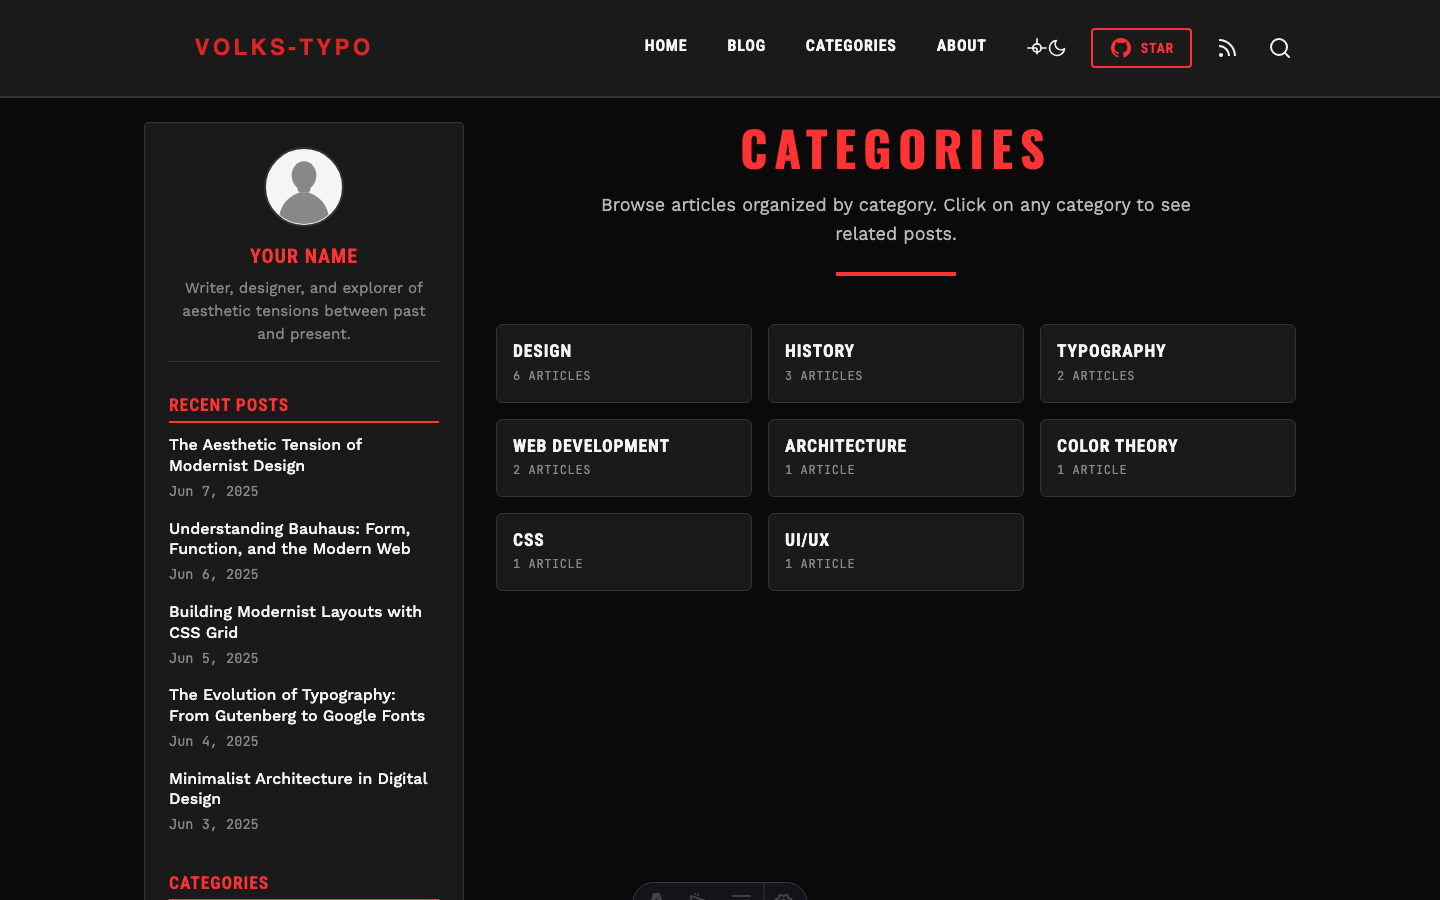 VOLKS-TYPO
HOME
BLOG
CATEGORIES
ABOUT
STAR
YOUR NAME
Writer, designer, and explorer of
aesthetic tensions between past
and present.
RECENT POSTS
The Aesthetic Tension of
Modernist Design
Jun 7, 2025
Understanding Bauhaus: Form,
Function, and the Modern Web
Jun 6, 2025
Building Modernist Layouts with
CSS Grid
Jun 5, 2025
The Evolution of Typography:
From Gutenberg to Google Fonts
Jun 4, 2025
Minimalist Architecture in Digital
Design
Jun 3, 2025
CATEGORIES
CATEGORIES
Browse articles organized by category. Click on any category to see
related posts.
DESIGN
6 ARTICLES
HISTORY
3 ARTICLES
TYPOGRAPHY
2 ARTICLES
WEB DEVELOPMENT
2 ARTICLES
ARCHITECTURE
1 ARTICLE
COLOR THEORY
1 ARTICLE
CSS
1 ARTICLE
UI/UX
1 ARTICLE